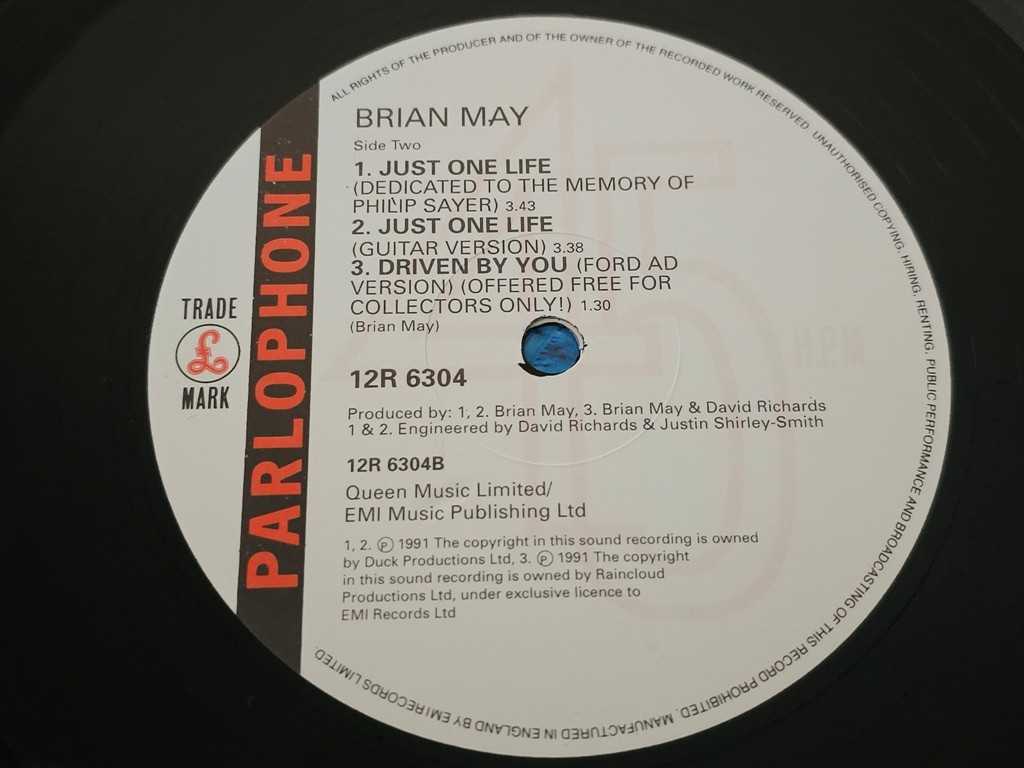 ALL RIGHTS OF THE PRODUCER AND OF THE OWNER OF THE RECORDED WORK RESERVED. UNAUTHORISED COPYING, HIRING, RENTING, PUBLIC PERFORMANCE AND BROADCASTING OF THIS RECORD PROHIBITED. MANUFACTURED IN ENGLAND BY EMI RECORDS LIMITED.
PARLOPHONE
TRADE
£
MARK
BRIAN MAY
Side Two
1. JUST ONE LIFE
(DEDICATED TO THE MEMORY OF
PHILIP SAYER) 3.43
2. JUST ONE LIFE
(GUITAR VERSION) 3.38
3. DRIVEN BY YOU (FORD AD
VERSION) (OFFERED FREE FOR
COLLECTORS ONLY!) 1.30
(Brian May)
12R 6304
Produced by: 1, 2. Brian May, 3. Brian May & David Richards
1 & 2. Engineered by David Richards & Justin Shirley-Smith
12R 6304B
Queen Music Limited/
EMI Music Publishing Ltd
1, 2. ℗ 1991 The copyright in this sound recording is owned
by Duck Productions Ltd, 3. ℗ 1991 The copyright
in this sound recording is owned by Raincloud
Productions Ltd, under exclusive licence to
EMI Records Ltd